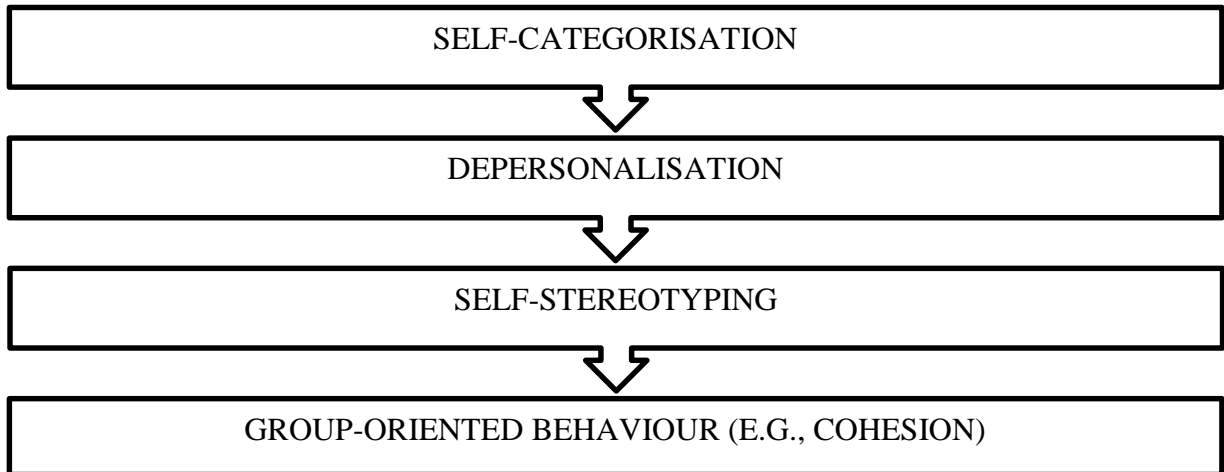 SELF-CATEGORISATION
DEPERSONALISATION
SELF-STEREOTYPING
GROUP-ORIENTED BEHAVIOUR (E.G., COHESION)